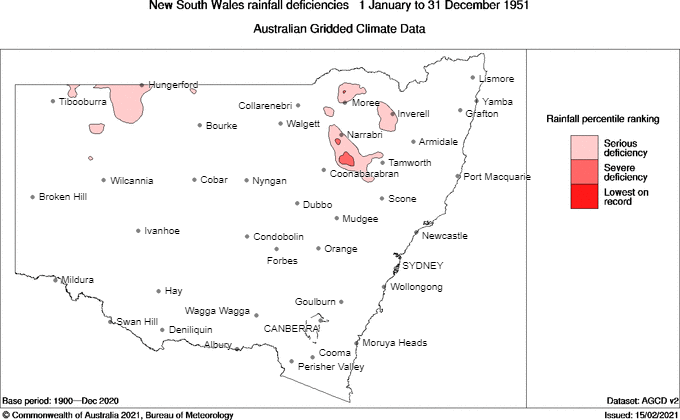 New South Wales rainfall deficiencies 1 January to 31 December 1951
Australian Gridded Climate Data
Hungerford
Lismore
Tibooburra
Collarenebri
Moree
Yamba
Inverell
Grafton
Bourke
Walgett
Narrabri
Armidale
Tamworth
Coonabarabran
Wilcannia
Cobar
Nyngan
Port Macquarie
Broken Hill
Dubbo
Scone
Mudgee
Ivanhoe
Condobolin
Newcastle
Orange
Forbes
SYDNEY
Mildura
Hay
Wollongong
Goulburn
Wagga Wagga
Swan Hill
Deniliquin
CANBERRA
Albury
Moruya Heads
Cooma
Perisher Valley
Rainfall percentile ranking
Serious
deficiency
Severe
deficiency
Lowest on
record
Base period: 1900—Dec 2020
Dataset: AGCD v2
© Commonwealth of Australia 2021, Bureau of Meteorology
Issued: 15/02/2021